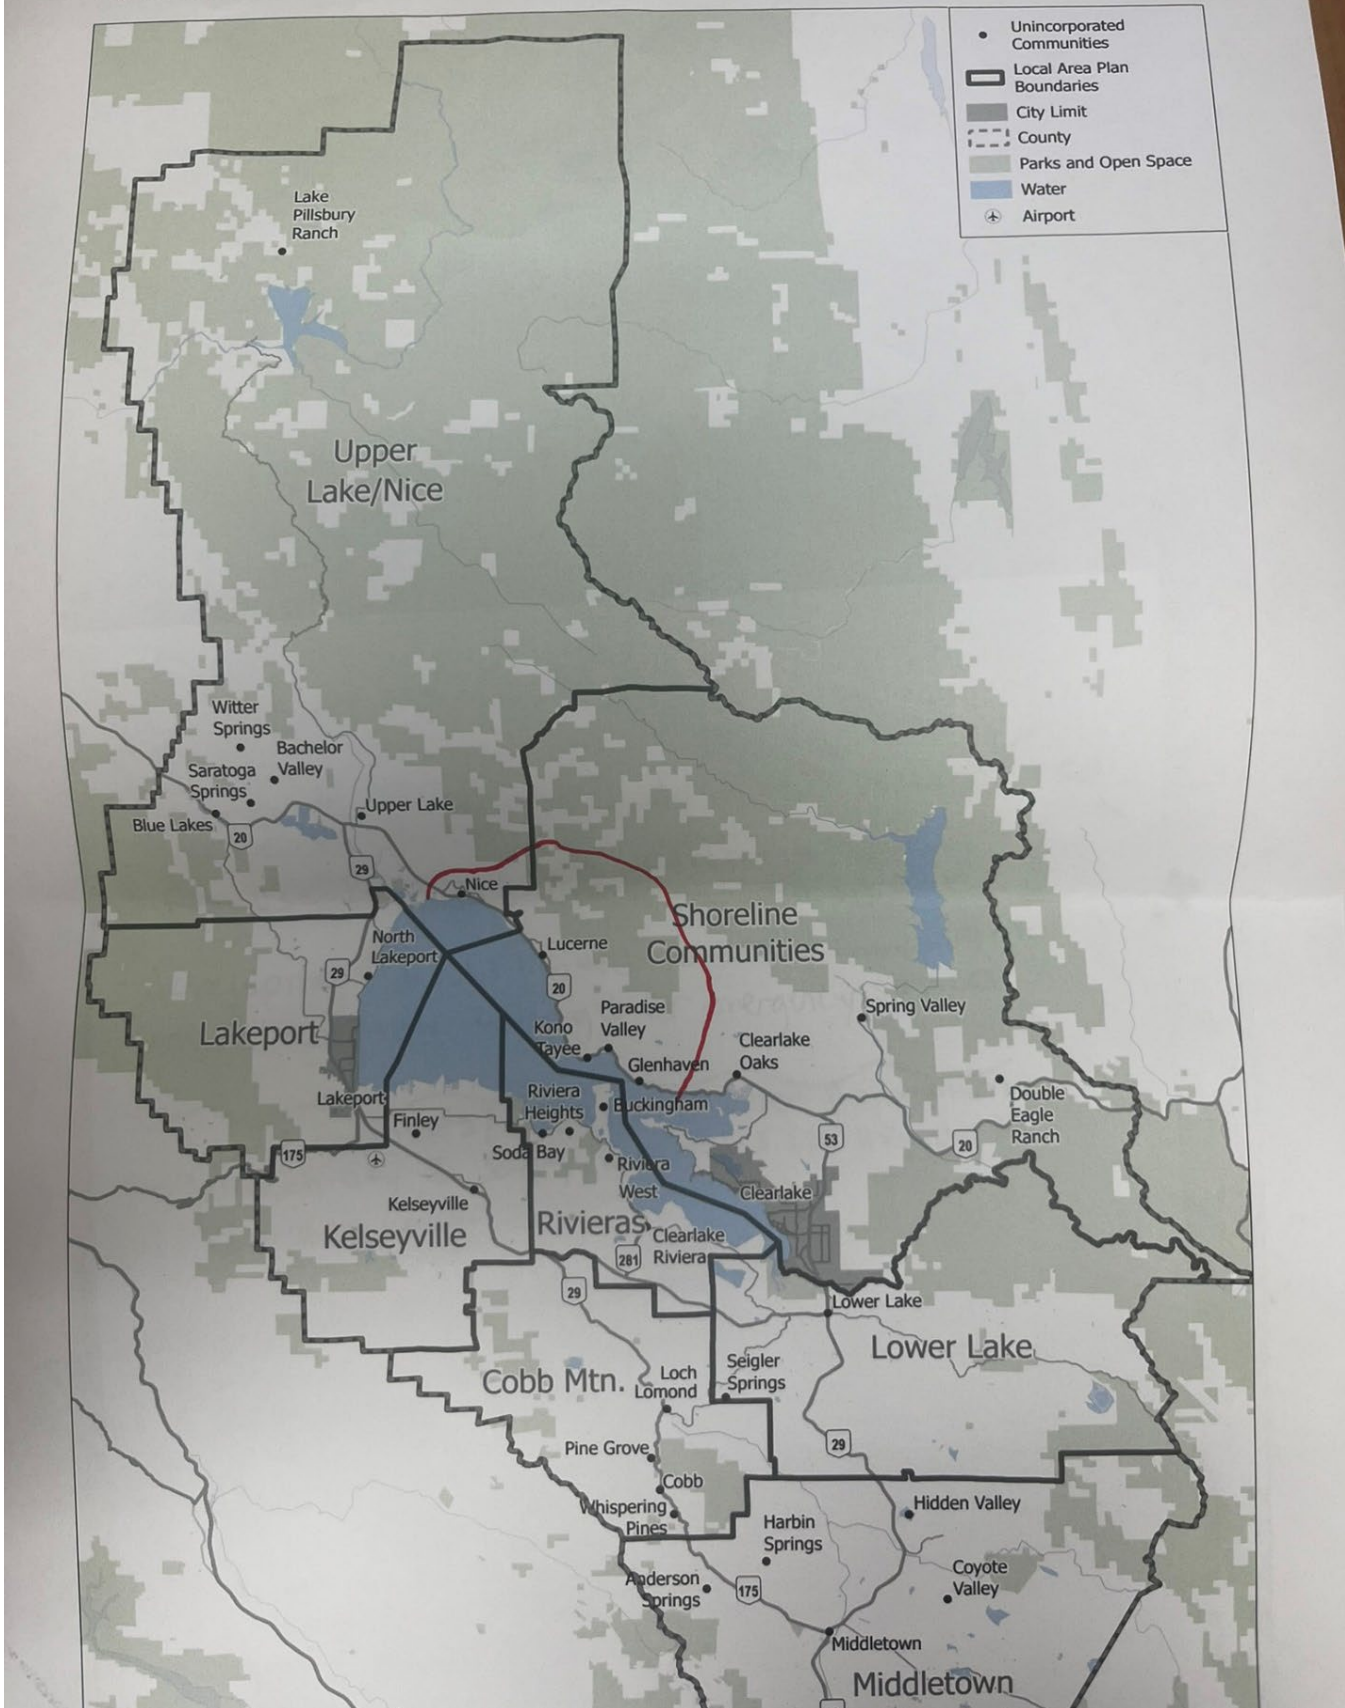 Unincorporated
Communities
Local Area Plan
Boundaries
City Limit
County
Parks and Open Space
Water
Airport
Lake
Pillsbury
Ranch
Upper
Lake/Nice
Witter
Springs
Bachelor
Valley
Saratoga
Springs
Upper Lake
Blue Lakes
20
29
Nice
Shoreline
Communities
North
Lakeport
Lucerne
29
20
Paradise
Valley
Spring Valley
Lakeport
Kono
Tayee
Clearlake
Oaks
Glenhaven
Riviera
Heights
Buckingham
Double
Eagle
Ranch
Lakeport
Finley
53
20
175
Soda Bay
Riviera
West
Clearlake
Kelseyville
Kelseyville
Rivieras
Clearlake
Riviera
281
29
Lower Lake
Lower Lake
Cobb Mtn.
Loch
Lomond
Seigler
Springs
29
Pine Grove
Cobb
Whispering
Pines
Hidden Valley
Harbin
Springs
Anderson
Springs
175
Coyote
Valley
Middletown
Middletown